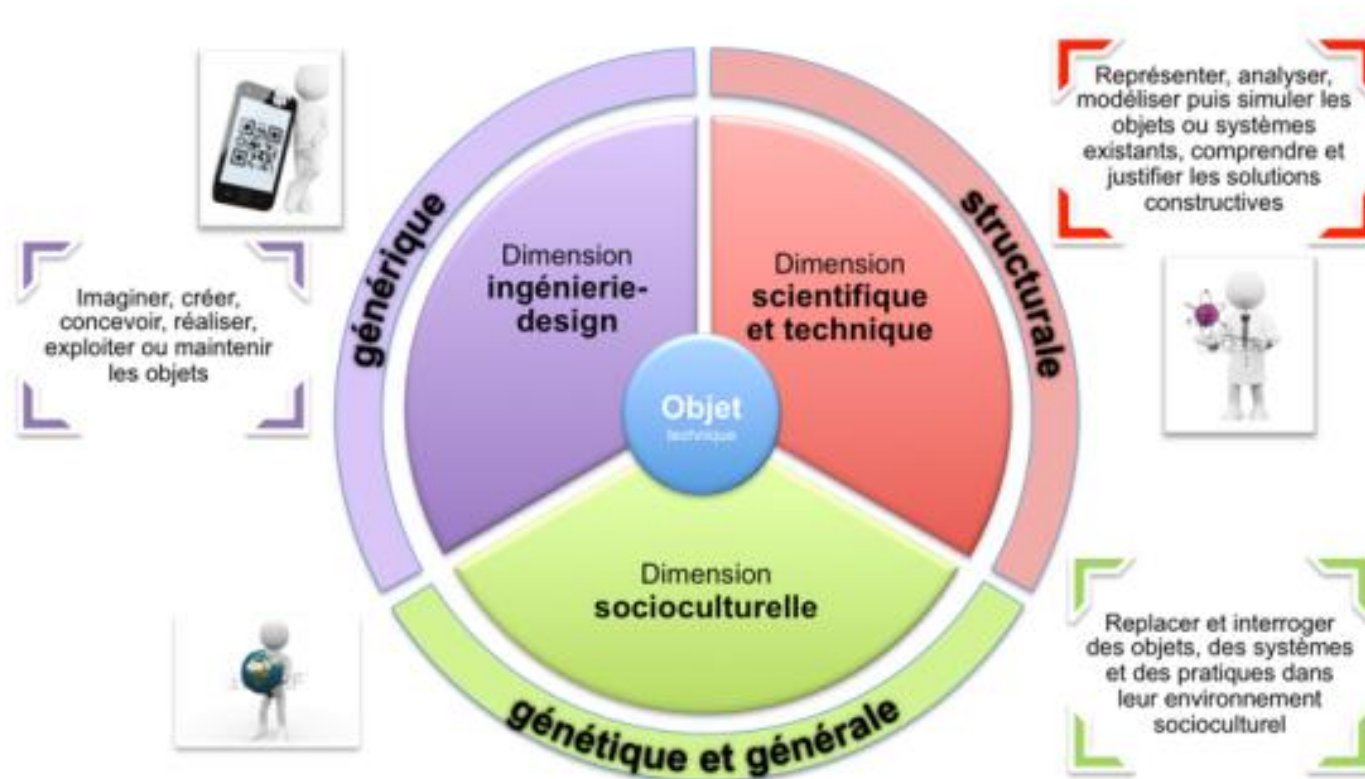 générique
Dimension
ingénierie-
design
Imaginer, créer,
concevoir, réaliser,
exploiter ou maintenir
les objets
structurale
Dimension
scientifique
et technique
Représenter, analyser,
modéliser puis simuler les
objets ou systèmes
existants, comprendre et
justifier les solutions
constructives
Objet
technique
Dimension
socioculturelle
génétique et générale
Replacer et interroger
des objets, des systèmes
et des pratiques dans
leur environnement
socioculturel